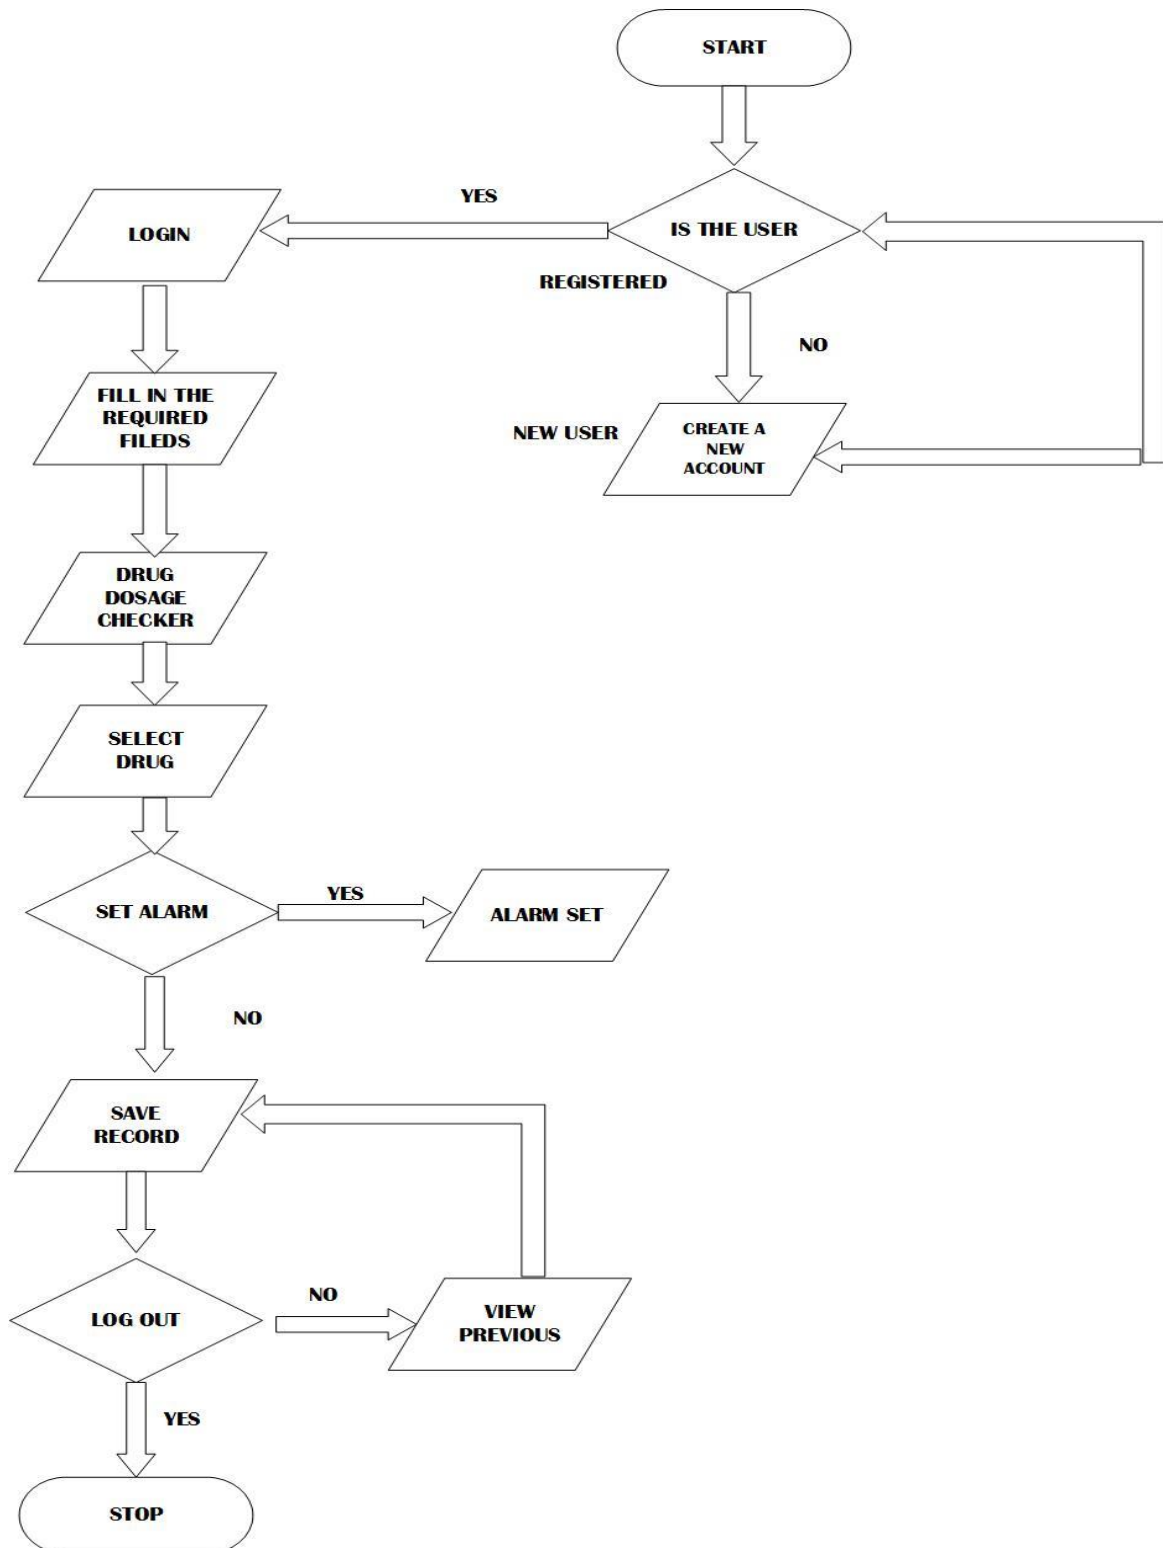 START
YES
IS THE USER
LOGIN
REGISTERED
NO
FILL IN THE
REQUIRED
FILEDS
NEW USER
CREATE A
NEW
ACCOUNT
DRUG
DOSAGE
CHECKER
SELECT
DRUG
SET ALARM
YES
ALARM SET
NO
SAVE
RECORD
LOG OUT
NO
VIEW
PREVIOUS
YES
STOP